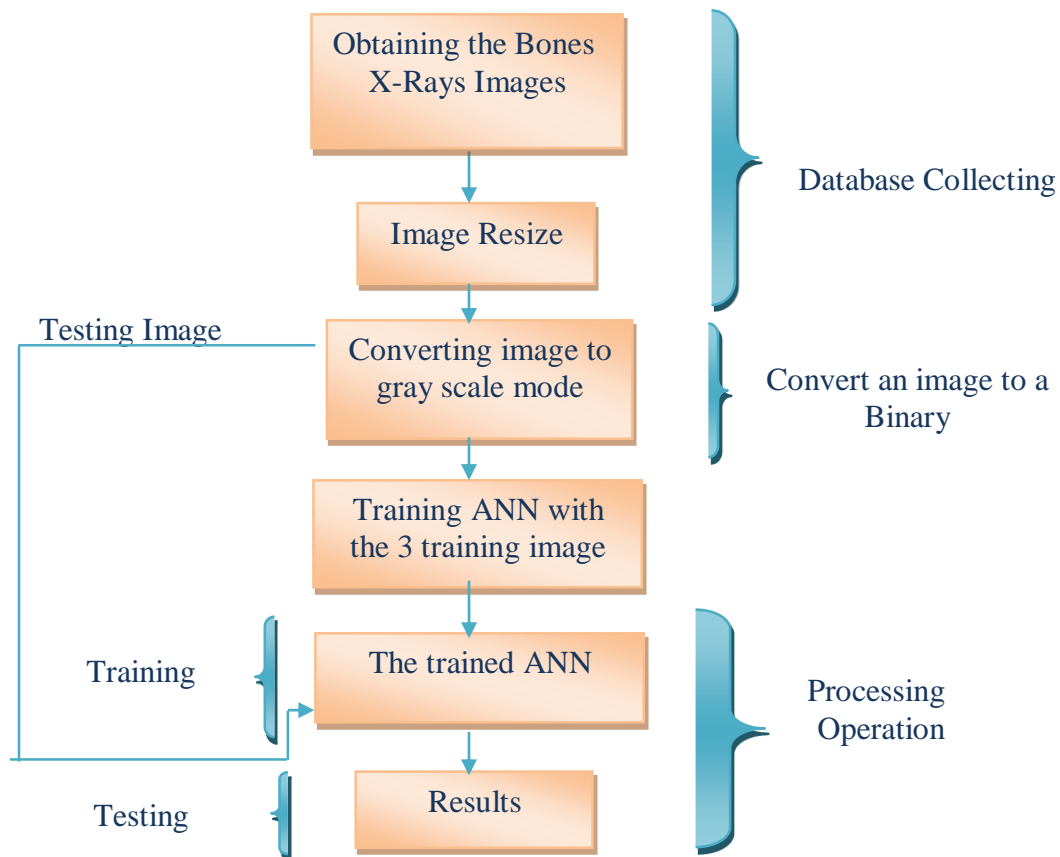 Obtaining the Bones
X-Rays Images
Database Collecting
Image Resize
Testing Image
Converting image to
gray scale mode
Convert an image to a
Binary
Training ANN with
the 3 training image
Training
The trained ANN
Processing
Operation
Testing
Results